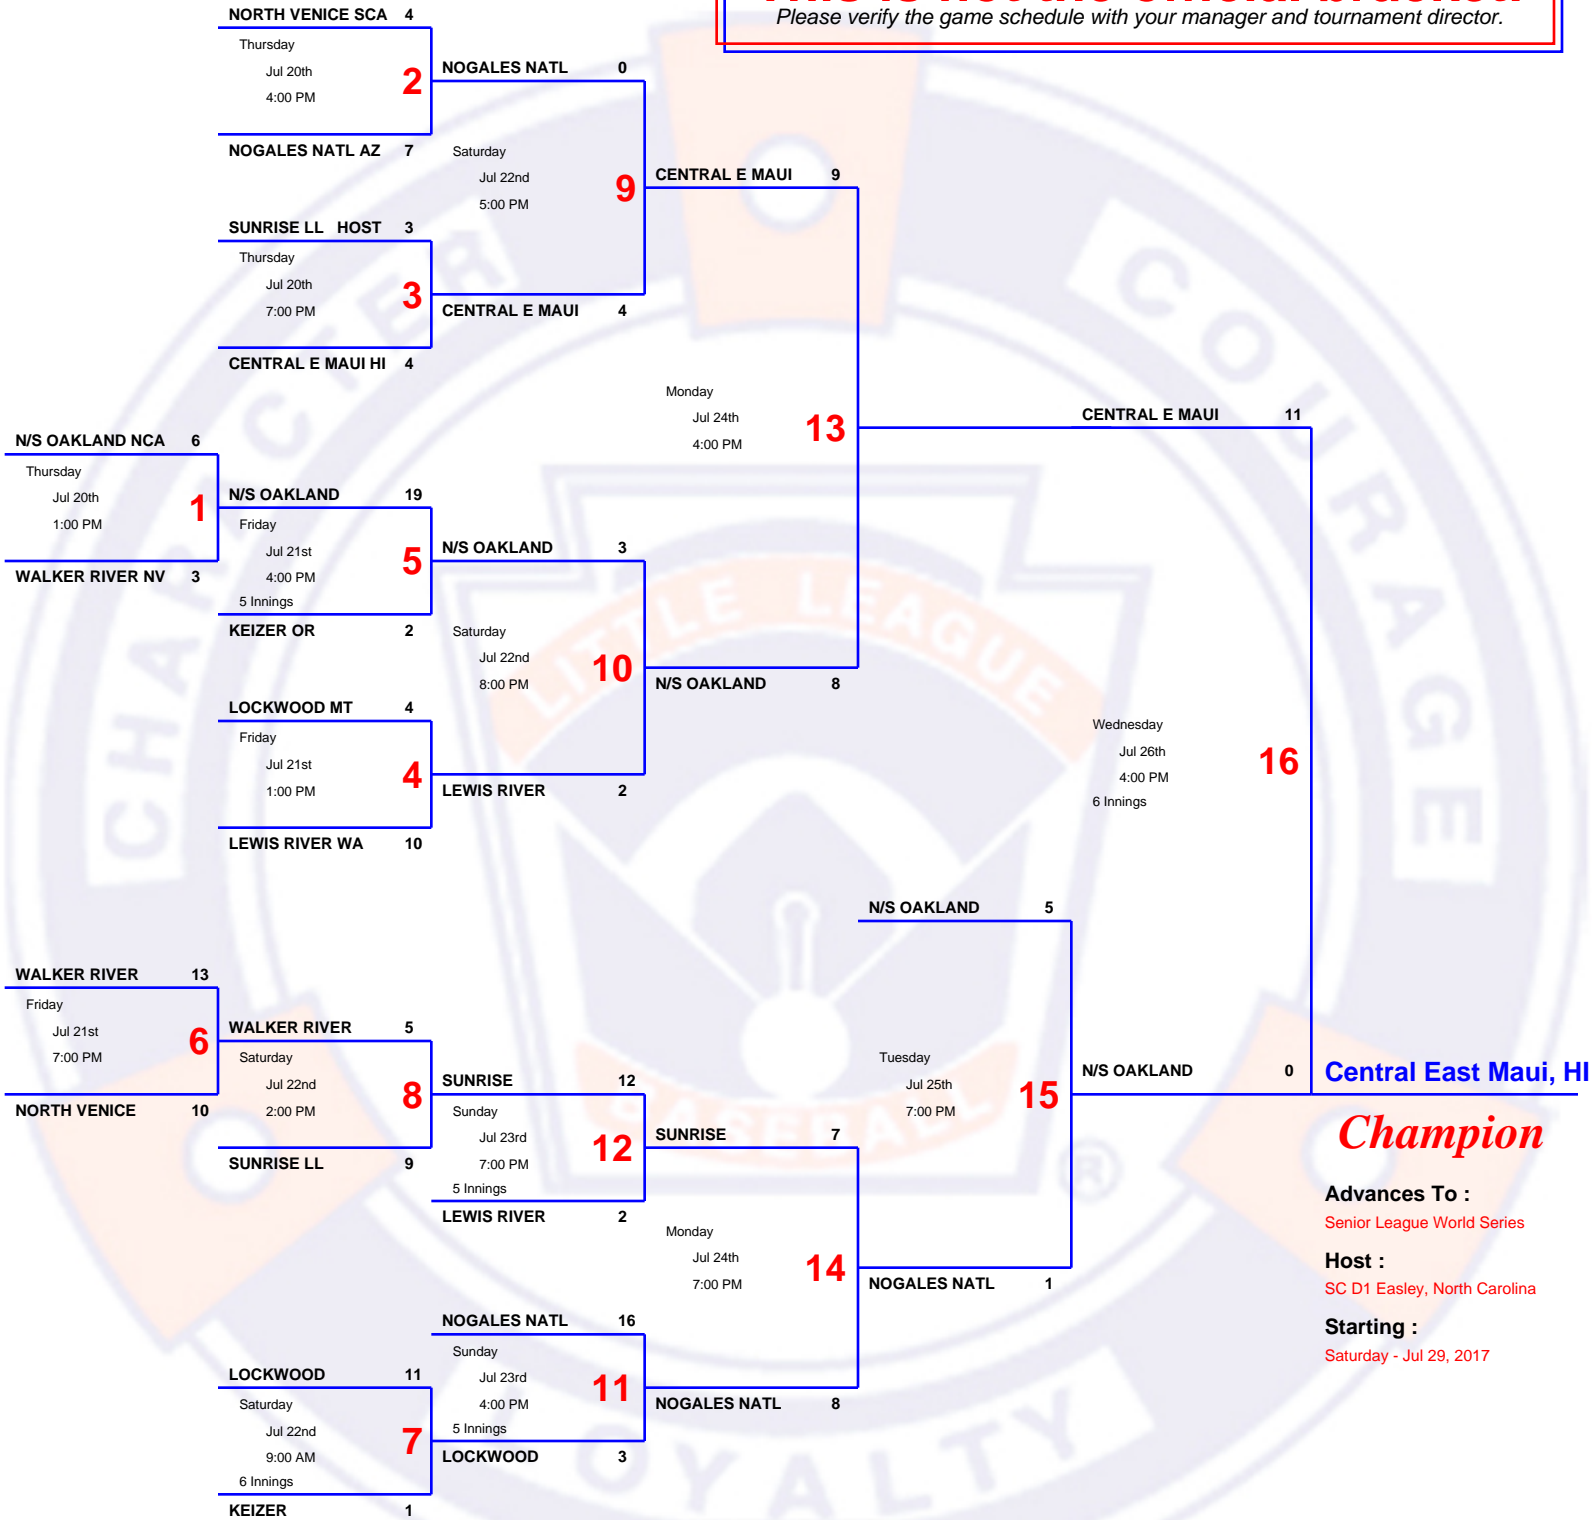 This is not the official bracket.
Please verify the game schedule with your manager and tournament director.
NORTH VENICE SCA 4
Thursday
Jul 20th
4:00 PM
2
NOGALES NATL AZ 7
NOGALES NATL 0
Saturday
Jul 22nd
5:00 PM
9
CENTRAL E MAUI 4
SUNRISE LL HOST 3
Thursday
Jul 20th
7:00 PM
3
CENTRAL E MAUI HI 4
CENTRAL E MAUI 9
Monday
Jul 24th
4:00 PM
13
N/S OAKLAND 8
N/S OAKLAND NCA 6
Thursday
Jul 20th
1:00 PM
1
WALKER RIVER NV 3
N/S OAKLAND 19
Friday
Jul 21st
4:00 PM
5 Innings
5
KEIZER OR 2
N/S OAKLAND 3
Saturday
Jul 22nd
8:00 PM
10
LEWIS RIVER 2
LOCKWOOD MT 4
Friday
Jul 21st
1:00 PM
4
LEWIS RIVER WA 10
CENTRAL E MAUI 11
Wednesday
Jul 26th
4:00 PM
6 Innings
16
N/S OAKLAND 0
N/S OAKLAND 5
Tuesday
Jul 25th
7:00 PM
15
NOGALES NATL 1
WALKER RIVER 13
Friday
Jul 21st
7:00 PM
6
NORTH VENICE 10
WALKER RIVER 5
Saturday
Jul 22nd
2:00 PM
8
SUNRISE LL 9
SUNRISE 12
Sunday
Jul 23rd
7:00 PM
5 Innings
12
LEWIS RIVER 2
SUNRISE 7
Monday
Jul 24th
7:00 PM
14
NOGALES NATL 8
NOGALES NATL 16
Sunday
Jul 23rd
4:00 PM
5 Innings
11
LOCKWOOD 3
LOCKWOOD 11
Saturday
Jul 22nd
9:00 AM
6 Innings
7
KEIZER 1
Central East Maui, HI
Champion
Advances To :
Senior League World Series
Host :
SC D1 Easley, North Carolina
Starting :
Saturday - Jul 29, 2017
CHARACTER
COURAGE
LOYALTY
LITTLE LEAGUE
BASEBALL
®